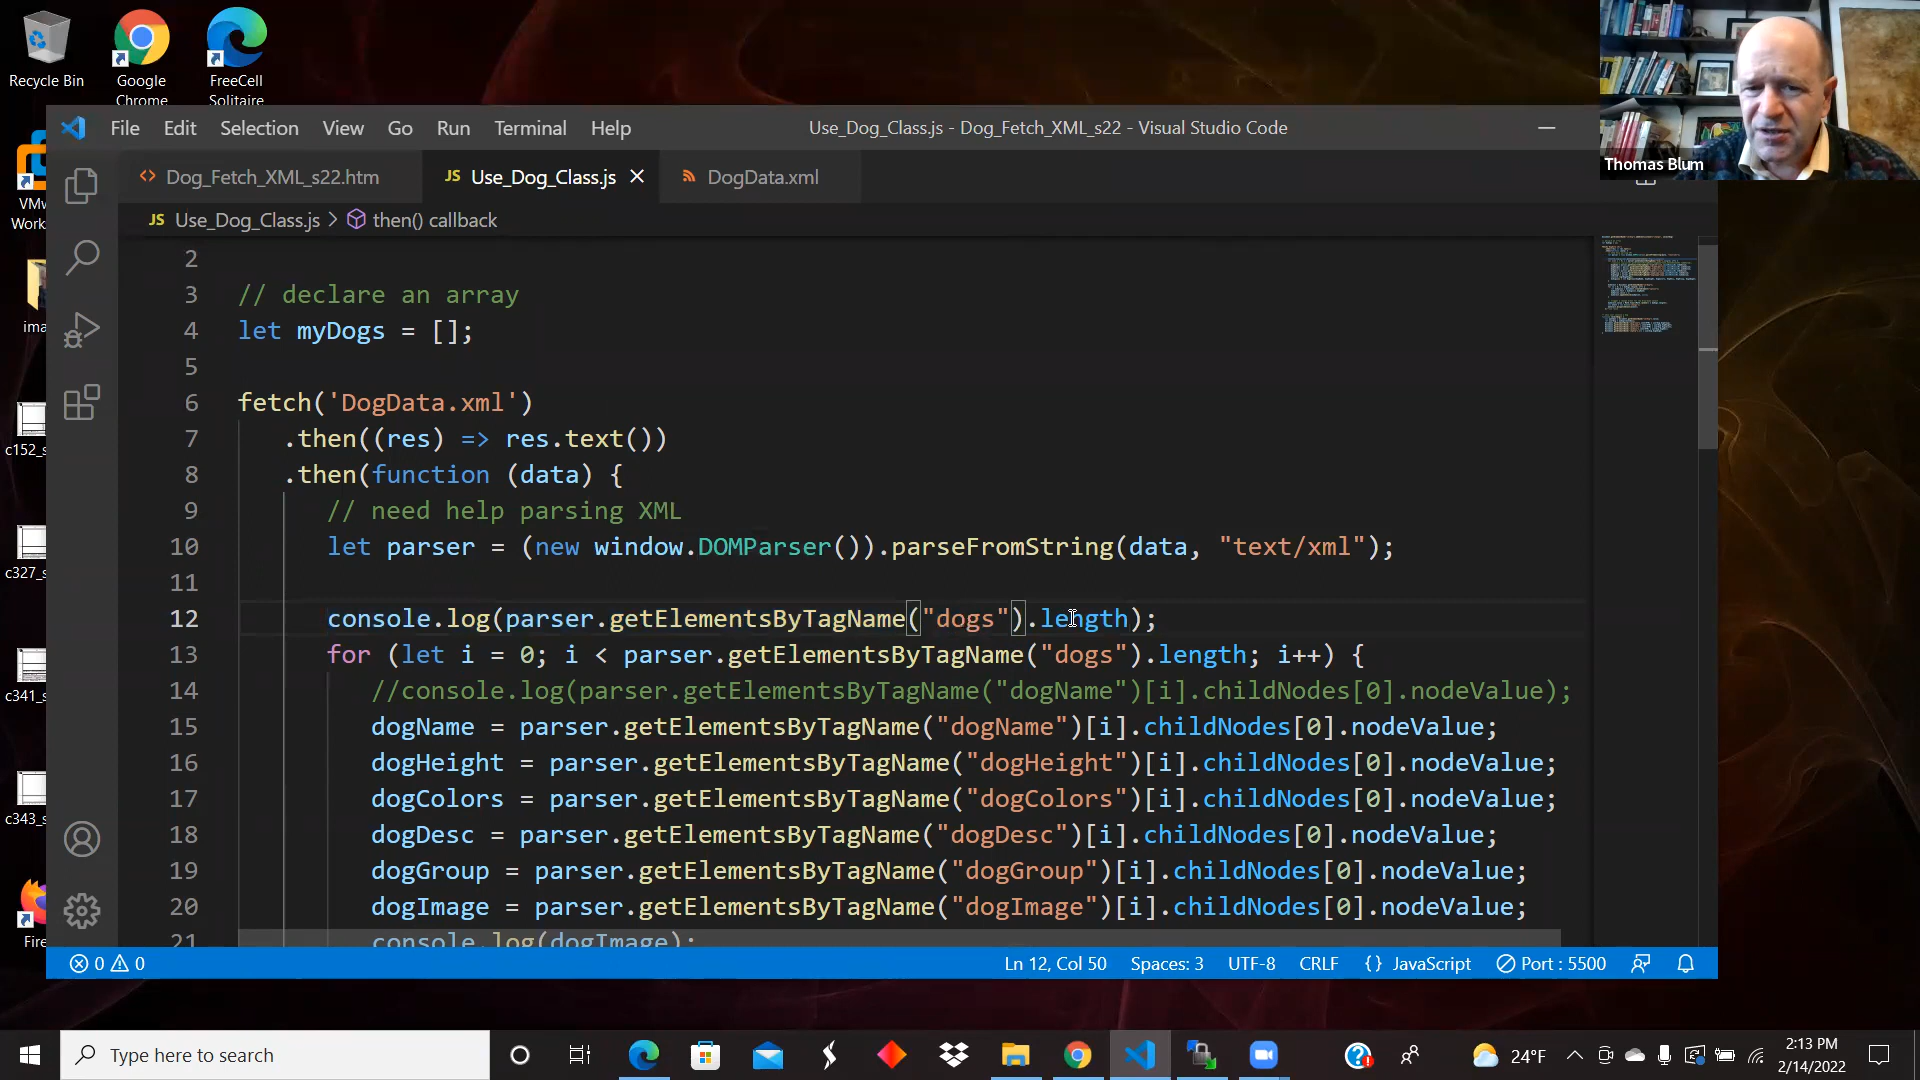 Recycle Bin
Google
Chrome
FreeCell
Solitaire
Thomas Blum
File Edit Selection View Go Run Terminal Help
Use_Dog_Class.js - Dog_Fetch_XML_s22 - Visual Studio Code
Dog_Fetch_XML_s22.htm
JS Use_Dog_Class.js
DogData.xml
JS Use_Dog_Class.js > then() callback
VMw
Work
ima
c152_s
c327_s
c341_s
c343_s
Fire
2
3 // declare an array
4 let myDogs = [];
5
6 fetch('DogData.xml')
7 .then((res) => res.text())
8 .then(function (data) {
9 // need help parsing XML
10 let parser = (new window.DOMParser()).parseFromString(data, "text/xml");
11
12 console.log(parser.getElementsByTagName("dogs").length);
13 for (let i = 0; i < parser.getElementsByTagName("dogs").length; i++) {
14 //console.log(parser.getElementsByTagName("dogName")[i].childNodes[0].nodeValue);
15 dogName = parser.getElementsByTagName("dogName")[i].childNodes[0].nodeValue;
16 dogHeight = parser.getElementsByTagName("dogHeight")[i].childNodes[0].nodeValue;
17 dogColors = parser.getElementsByTagName("dogColors")[i].childNodes[0].nodeValue;
18 dogDesc = parser.getElementsByTagName("dogDesc")[i].childNodes[0].nodeValue;
19 dogGroup = parser.getElementsByTagName("dogGroup")[i].childNodes[0].nodeValue;
20 dogImage = parser.getElementsByTagName("dogImage")[i].childNodes[0].nodeValue;
21 console.log(dogImage);
0 0
Ln 12, Col 50 Spaces: 3 UTF-8 CRLF {} JavaScript Port : 5500
Type here to search
24°F
2:13 PM
2/14/2022